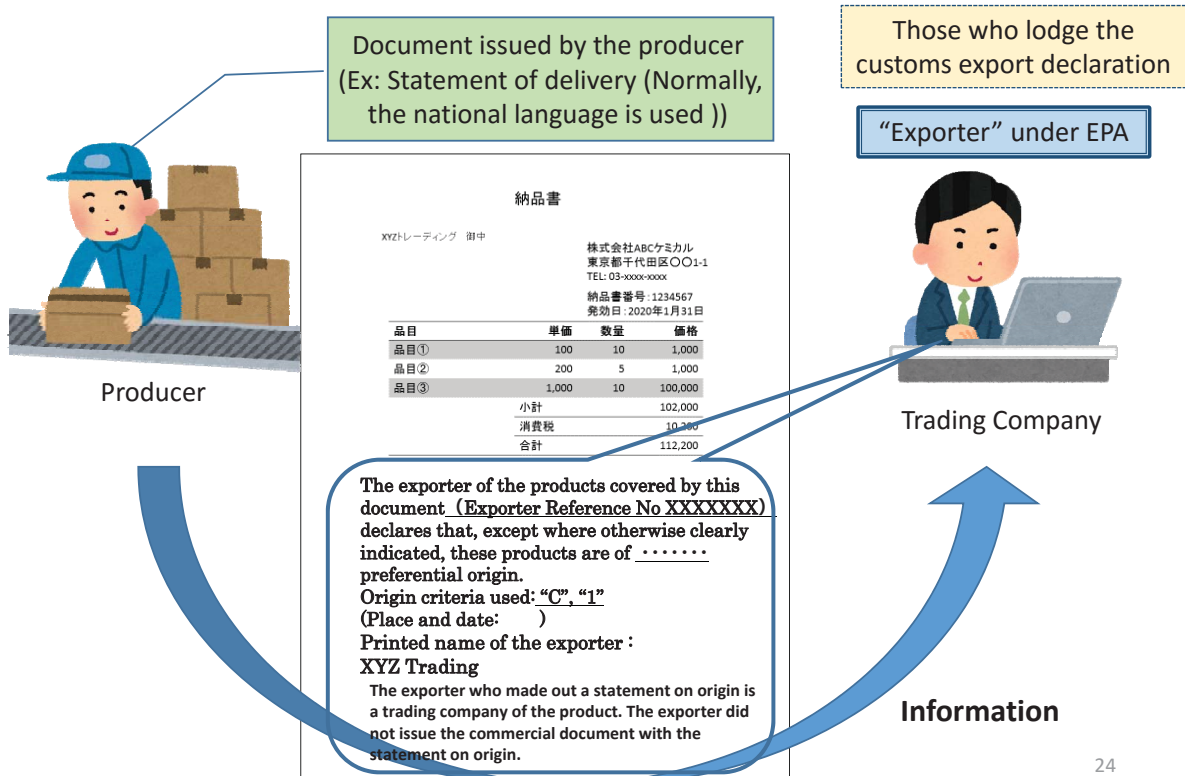 Document issued by the producer
(Ex: Statement of delivery (Normally,
the national language is used ))
Those who lodge the
customs export declaration
“Exporter” under EPA
納品書
XYZトレーディング 御中
株式会社ABCケミカル
東京都千代田区〇〇1-1
TEL: 03-xxxx-xxxx
納品書番号:1234567
発効日:2020年1月31日
品目 単価 数量 価格
品目① 100 10 1,000
品目② 200 5 1,000
品目③ 1,000 10 100,000
小計 102,000
消費税 10,200
合計 112,200
Producer
Trading Company
The exporter of the products covered by this
document (Exporter Reference No XXXXXXX)
declares that, except where otherwise clearly
indicated, these products are of ・・・・・・・
preferential origin.
Origin criteria used: “C”, “1”
(Place and date: )
Printed name of the exporter :
XYZ Trading
The exporter who made out a statement on origin is
a trading company of the product. The exporter did
not issue the commercial document with the
statement on origin.
Information
24